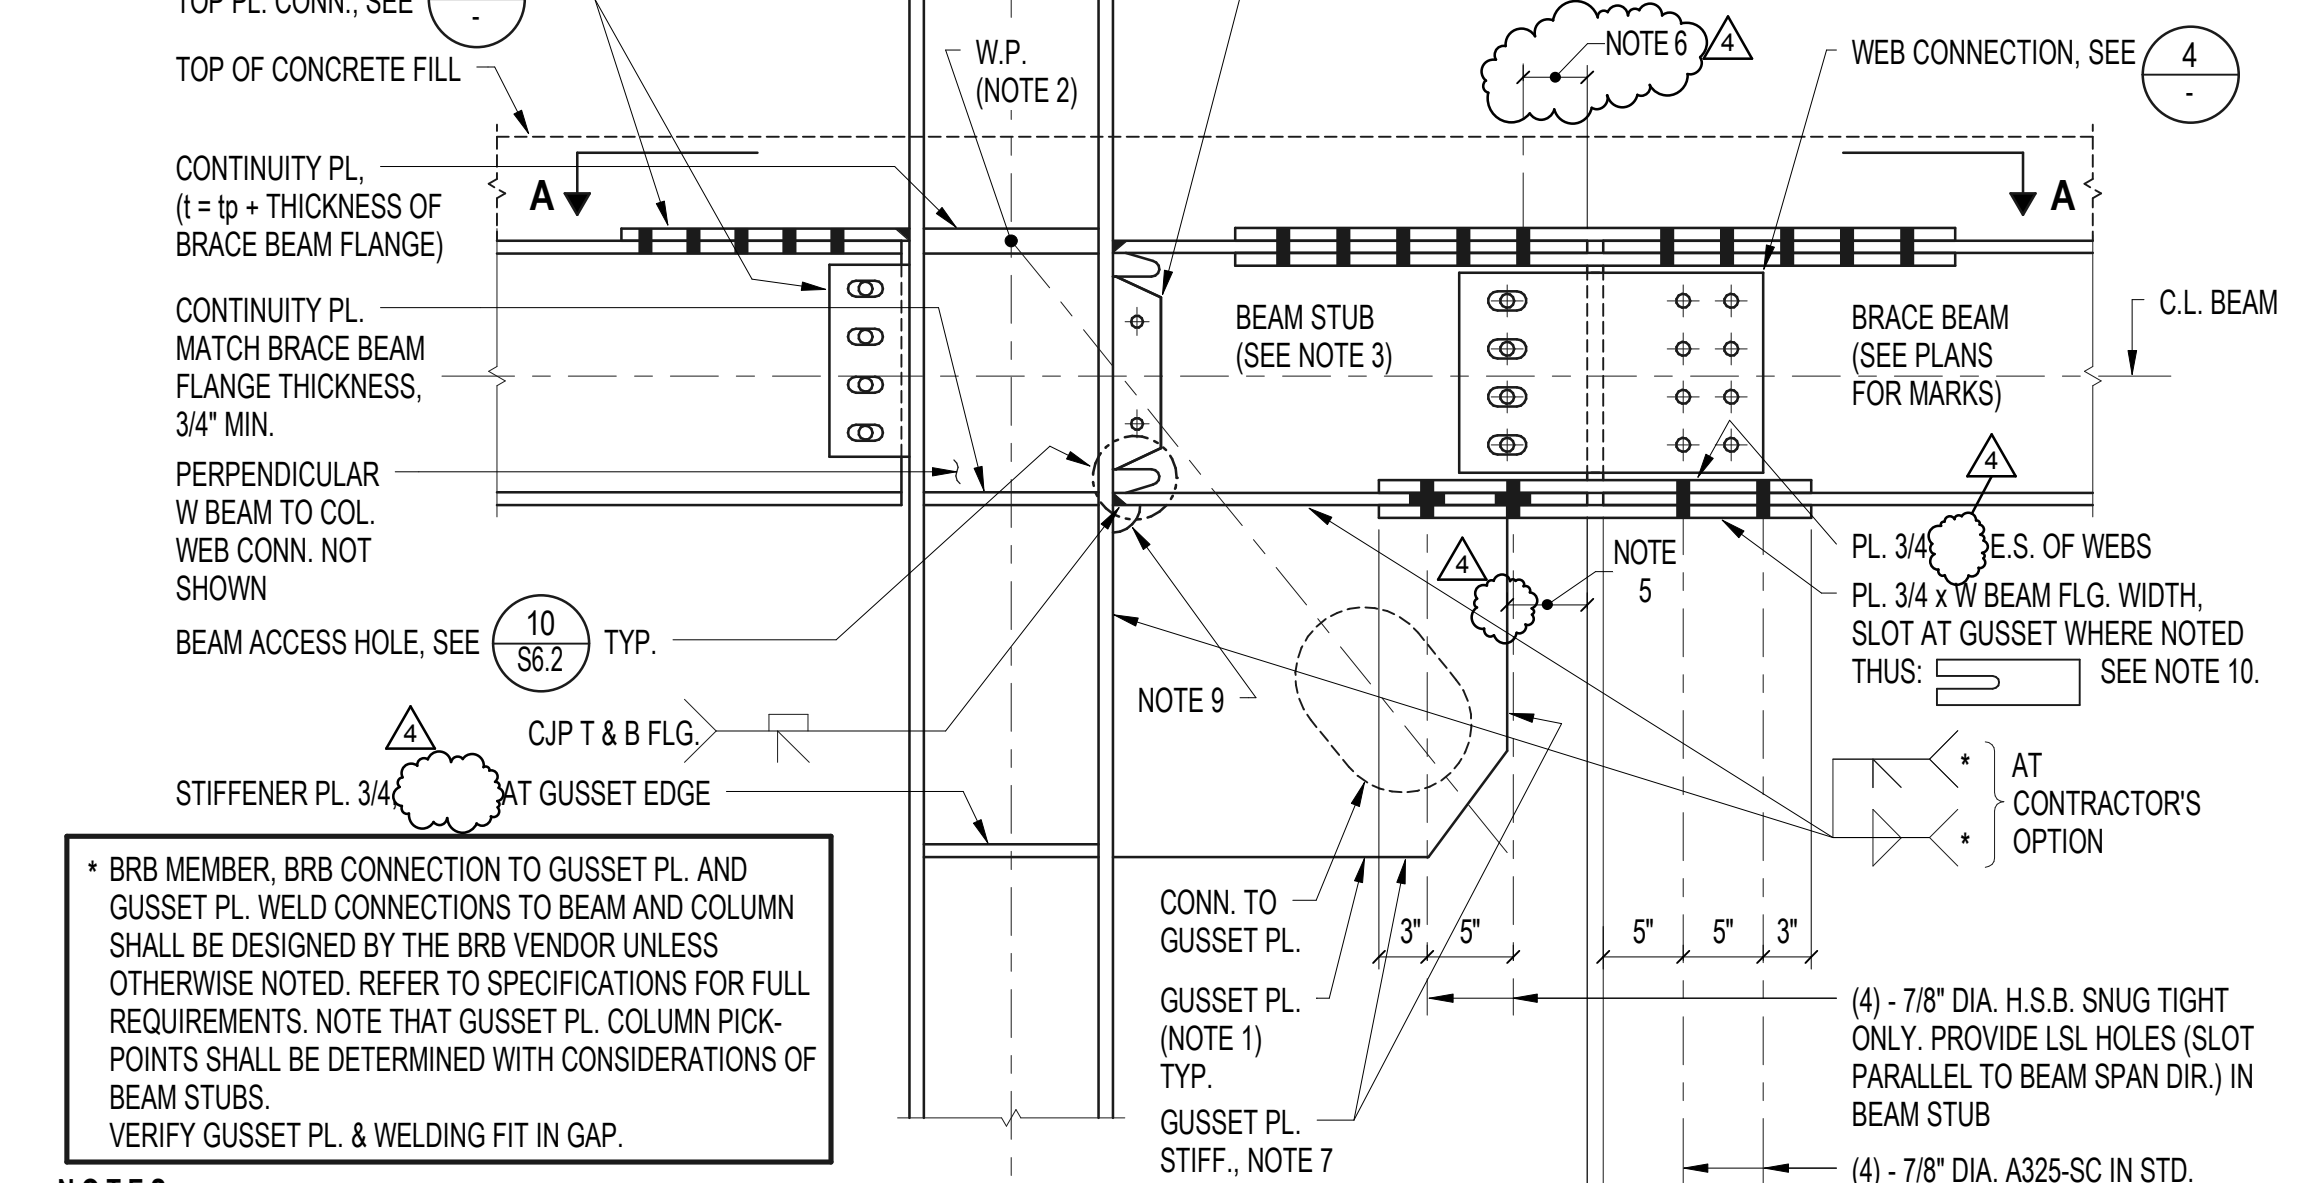 TOP PL. CONN., SEE
-
TOP OF CONCRETE FILL
W.P.
(NOTE 2)
NOTE 6
4
WEB CONNECTION, SEE
4
-
CONTINUITY PL,
(t = tp + THICKNESS OF
BRACE BEAM FLANGE)
A
A
CONTINUITY PL.
MATCH BRACE BEAM
FLANGE THICKNESS,
3/4" MIN.
BEAM STUB
(SEE NOTE 3)
BRACE BEAM
(SEE PLANS
FOR MARKS)
C.L. BEAM
PERPENDICULAR
W BEAM TO COL.
WEB CONN. NOT
SHOWN
4
4
NOTE
5
PL. 3/4
E.S. OF WEBS
PL. 3/4 x W BEAM FLG. WIDTH,
SLOT AT GUSSET WHERE NOTED
THUS:
SEE NOTE 10.
BEAM ACCESS HOLE, SEE
10
S6.2
TYP.
NOTE 9
CJP T & B FLG.
4
STIFFENER PL. 3/4,
AT GUSSET EDGE
*
*
AT
CONTRACTOR'S
OPTION
* BRB MEMBER, BRB CONNECTION TO GUSSET PL. AND
GUSSET PL. WELD CONNECTIONS TO BEAM AND COLUMN
SHALL BE DESIGNED BY THE BRB VENDOR UNLESS
OTHERWISE NOTED. REFER TO SPECIFICATIONS FOR FULL
REQUIREMENTS. NOTE THAT GUSSET PL. COLUMN PICK-
POINTS SHALL BE DETERMINED WITH CONSIDERATIONS OF
BEAM STUBS.
VERIFY GUSSET PL. & WELDING FIT IN GAP.
CONN. TO
GUSSET PL.
3" 5" 5" 5" 3"
GUSSET PL.
(NOTE 1)
TYP.
GUSSET PL.
STIFF., NOTE 7
(4) - 7/8" DIA. H.S.B. SNUG TIGHT
ONLY. PROVIDE LSL HOLES (SLOT
PARALLEL TO BEAM SPAN DIR.) IN
BEAM STUB
(4) - 7/8" DIA. A325-SC IN STD.
NOTES